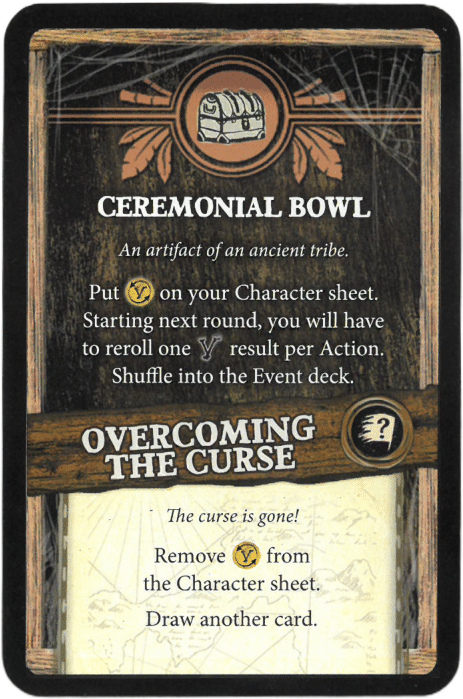 CEREMONIAL BOWL
An artifact of an ancient tribe.
Put on your Character sheet.
Starting next round, you will have
to reroll one result per Action.
Shuffle into the Event deck.
OVERCOMING
THE CURSE
?
The curse is gone!
Remove from
the Character sheet.
Draw another card.